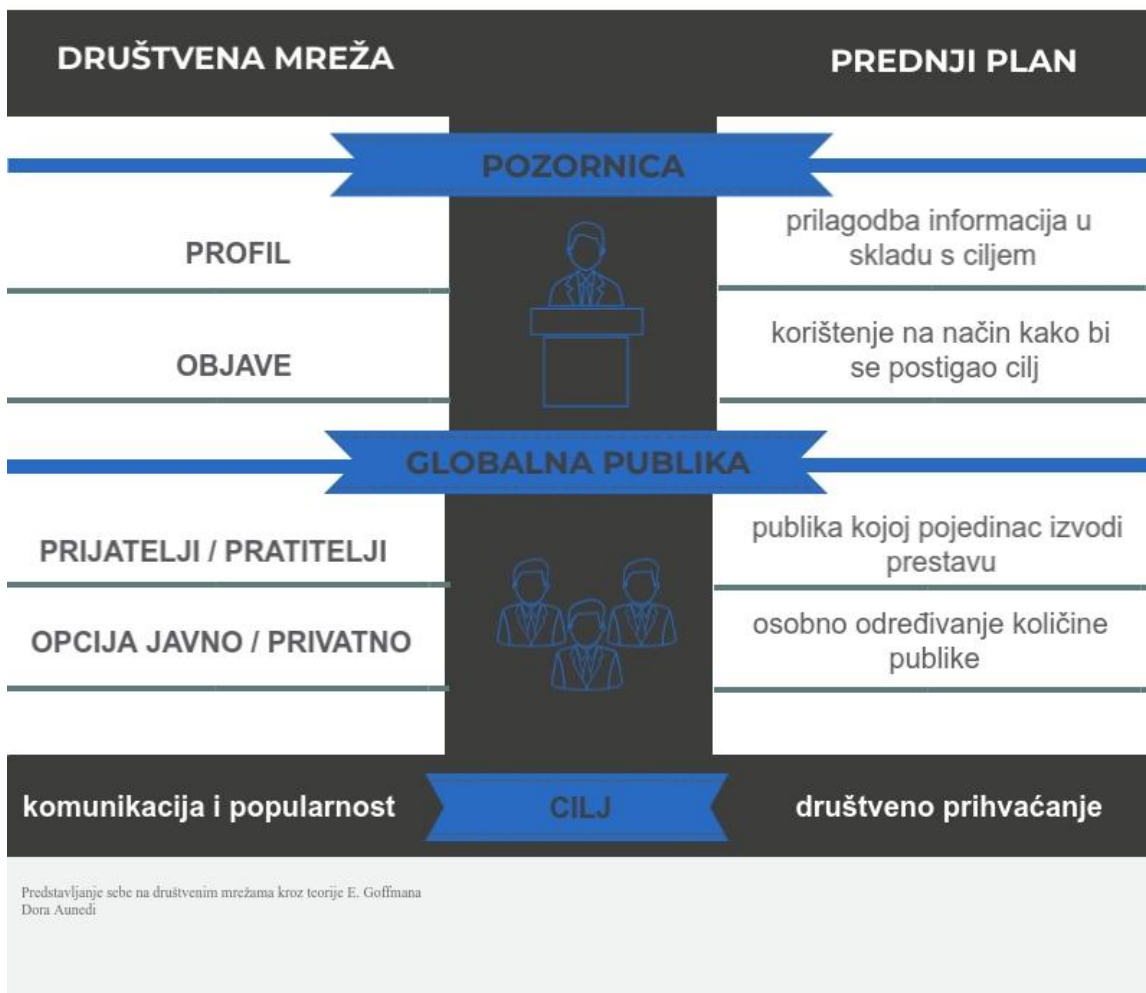 DRUŠTVENA MREŽA
PREDNJI PLAN
POZORNICA
PROFIL
prilagodba informacija u
skladu s ciljem
OBJAVE
korištenje na način kako bi
se postigao cilj
GLOBALNA PUBLIKA
PRIJATELJI / PRATITELJI
publika kojoj pojedinac izvodi
prestavu
OPCIJA JAVNO / PRIVATNO
osobno određivanje količine
publike
komunikacija i popularnost
CILJ
društveno prihvaćanje
Predstavljanje sebe na društvenim mrežama kroz teorije E. Goffmana
Dora Aunedi